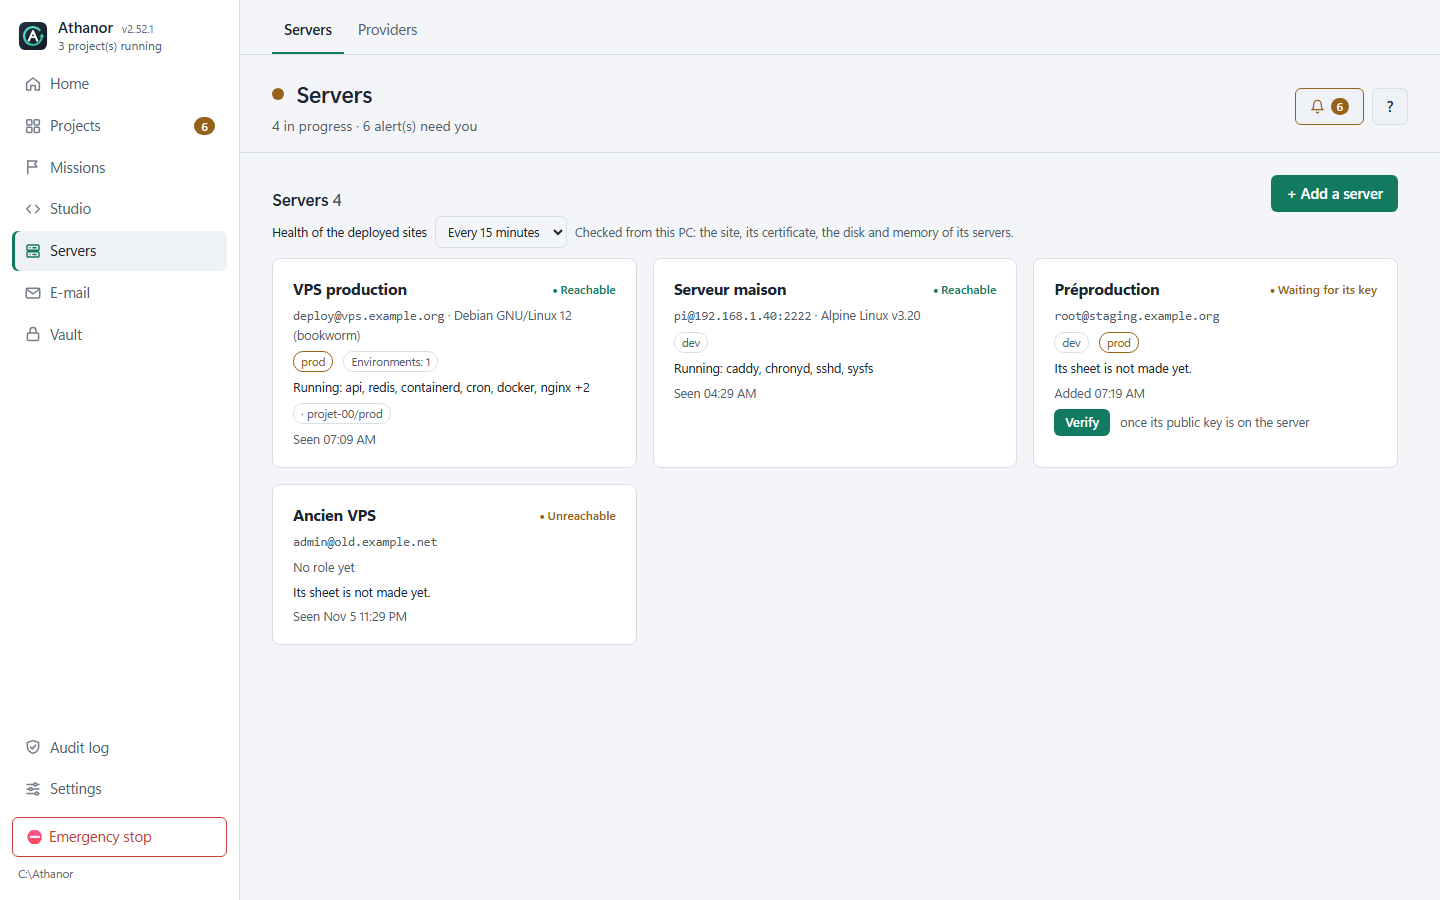 Athanor v2.52.1
3 project(s) running
Home
Projects 6
Missions
Studio
Servers
E-mail
Vault
Audit log
Settings
Emergency stop
C:\Athanor
Servers Providers
Servers
4 in progress · 6 alert(s) need you
6 ?
Servers 4
+ Add a server
Health of the deployed sites Every 15 minutes Checked from this PC: the site, its certificate, the disk and memory of its servers.
VPS production • Reachable
deploy@vps.example.org · Debian GNU/Linux 12
(bookworm)
prod Environments: 1
Running: api, redis, containerd, cron, docker, nginx +2
· projet-00/prod
Seen 07:09 AM
Serveur maison • Reachable
pi@192.168.1.40:2222 · Alpine Linux v3.20
dev
Running: caddy, chronyd, sshd, sysfs
Seen 04:29 AM
Préproduction • Waiting for its key
root@staging.example.org
dev prod
Its sheet is not made yet.
Added 07:19 AM
Verify once its public key is on the server
Ancien VPS • Unreachable
admin@old.example.net
No role yet
Its sheet is not made yet.
Seen Nov 5 11:29 PM